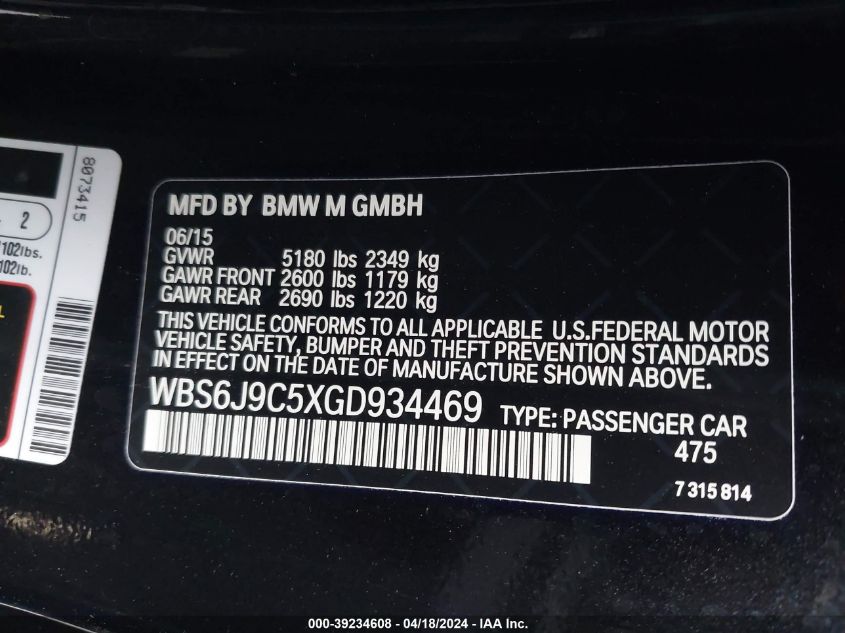 8073415
2
102lbs.
102lb.
L
MFD BY BMW M GMBH
06/15
GVWR 5180 lbs 2349 kg
GAWR FRONT 2600 lbs 1179 kg
GAWR REAR 2690 lbs 1220 kg
THIS VEHICLE CONFORMS TO ALL APPLICABLE U.S.FEDERAL MOTOR
VEHICLE SAFETY, BUMPER AND THEFT PREVENTION STANDARDS
IN EFFECT ON THE DATE OF MANUFACTURE SHOWN ABOVE.
WBS6J9C5XGD934469 TYPE: PASSENGER CAR
475
7 315 814
000-39234608 - 04/18/2024 - IAA Inc.